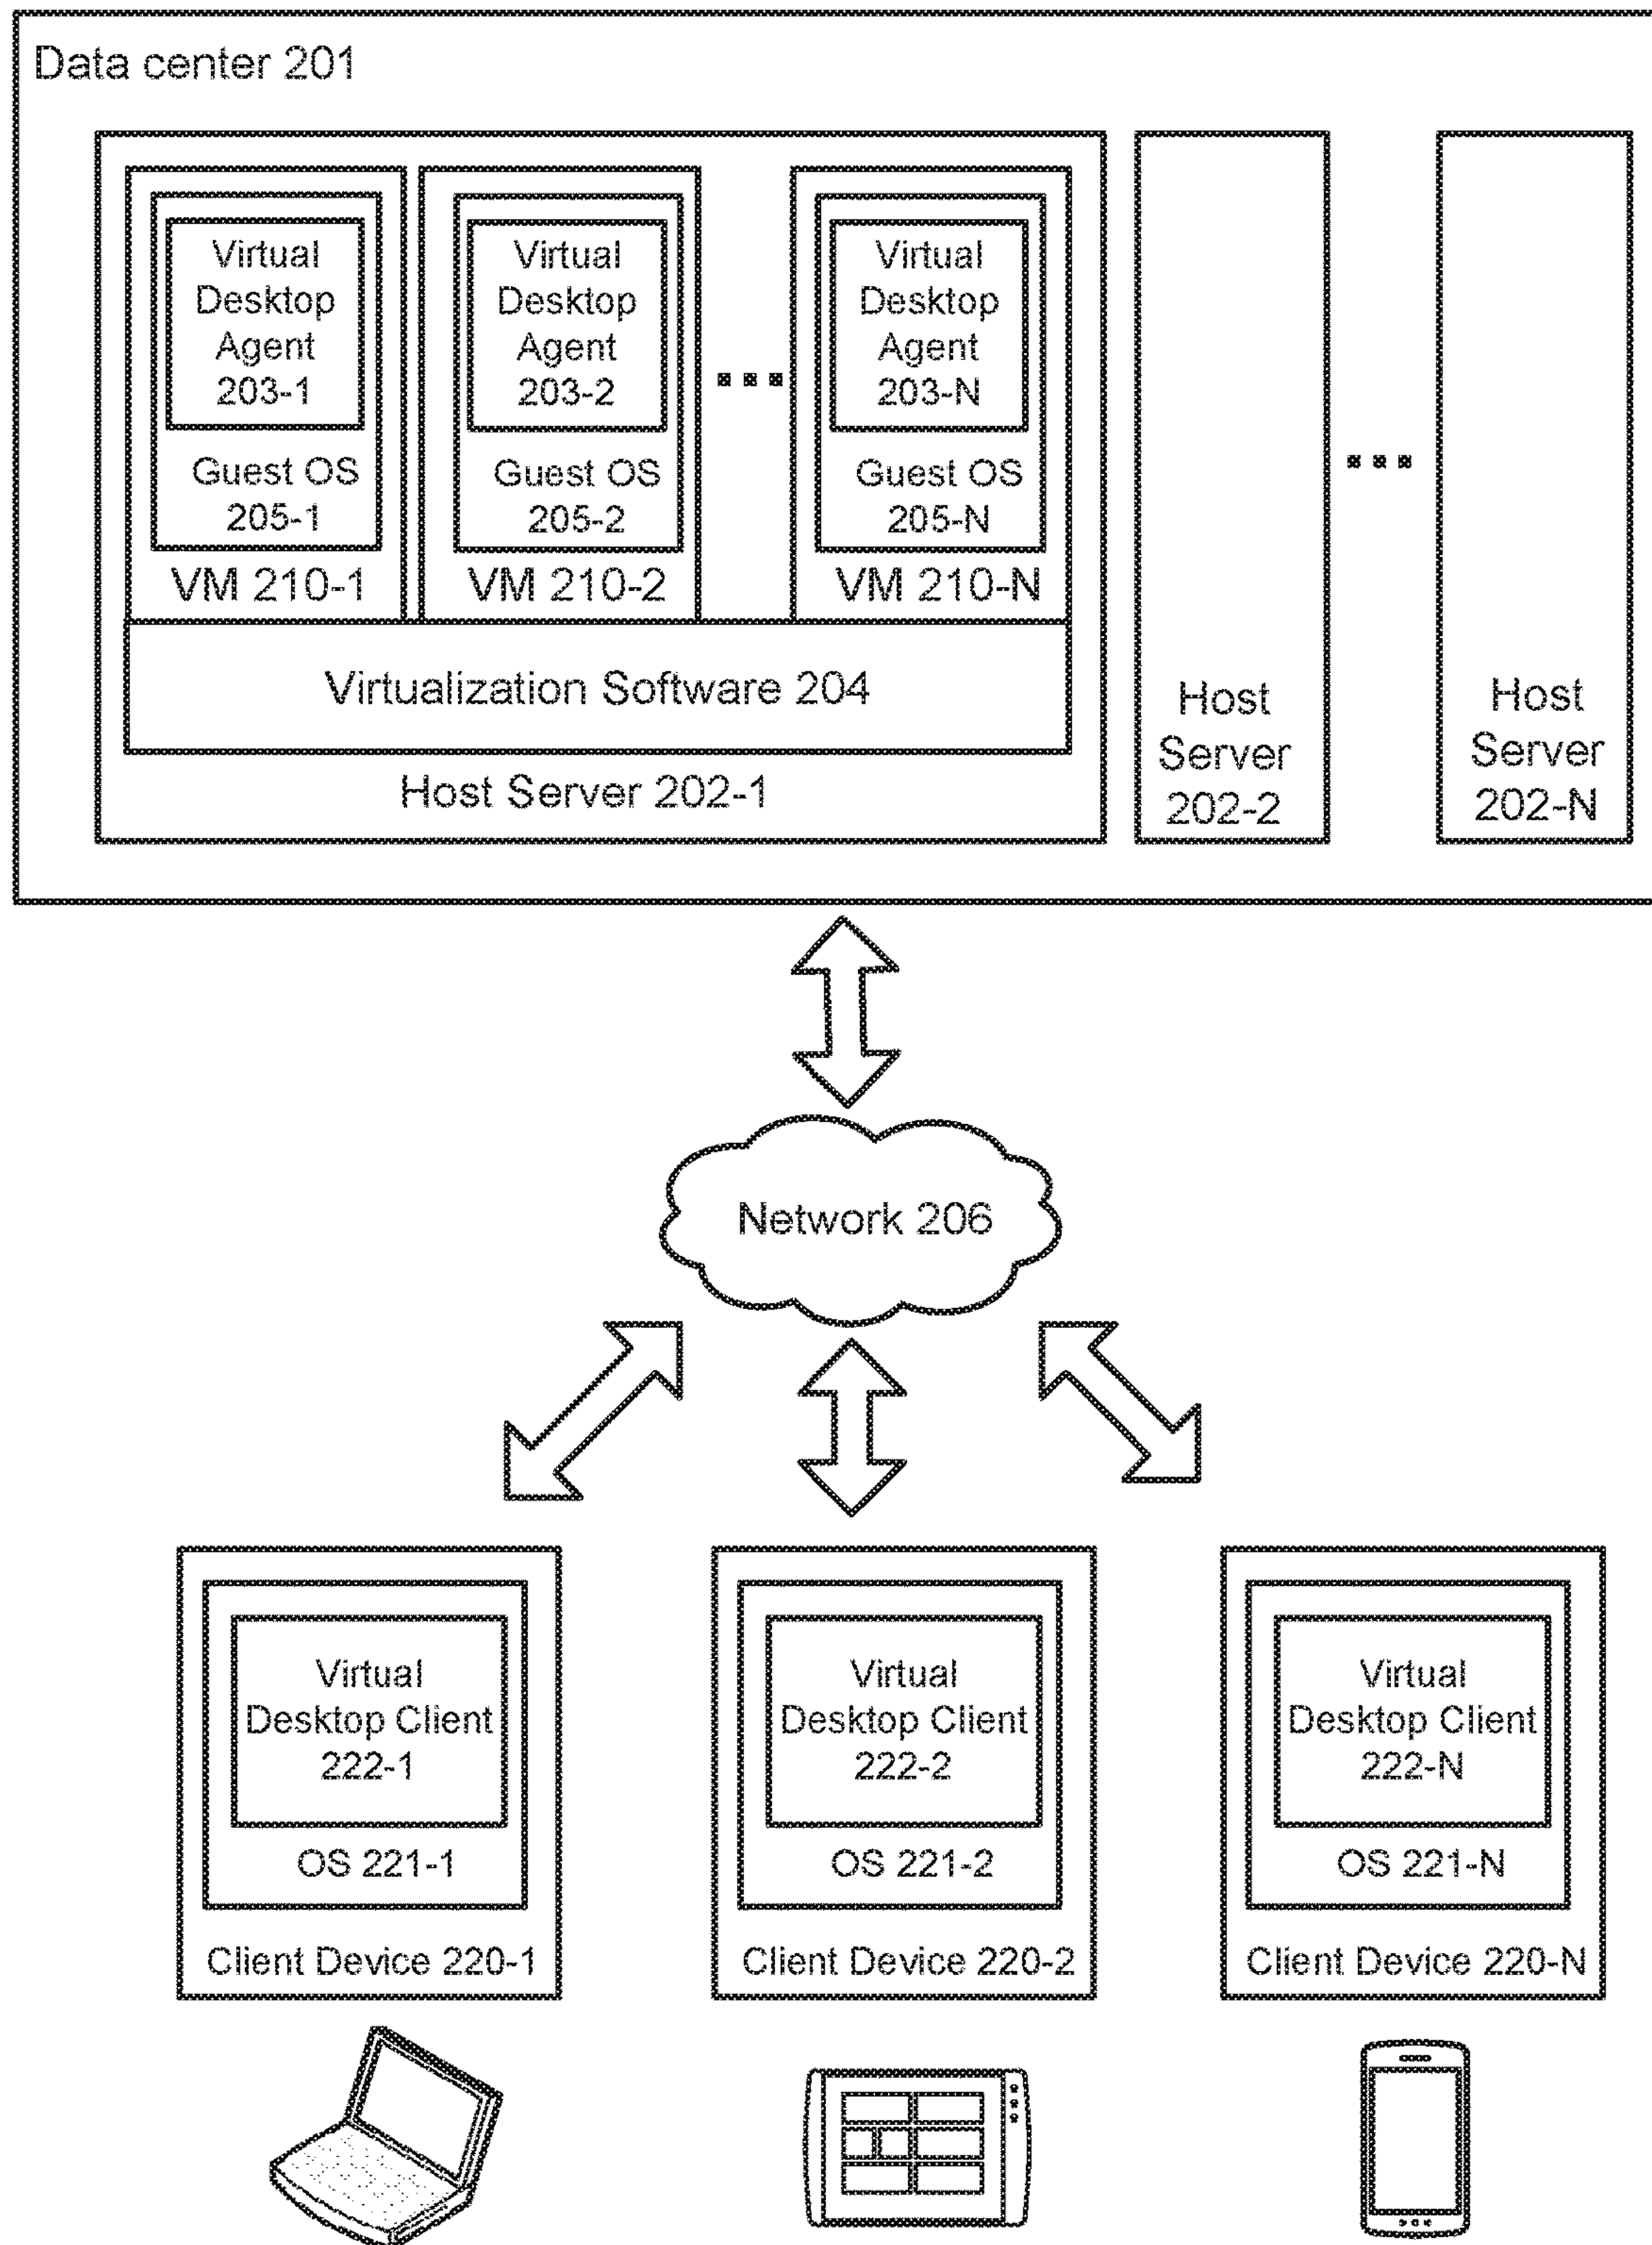 Data center 201
Virtual
Desktop
Agent
203-1
Guest OS
205-1
VM 210-1
Virtual
Desktop
Agent
203-2
Guest OS
205-2
VM 210-2
...
Virtual
Desktop
Agent
203-N
Guest OS
205-N
VM 210-N
Virtualization Software 204
Host Server 202-1
Host
Server
202-2
...
Host
Server
202-N
Network 206
Virtual
Desktop Client
222-1
OS 221-1
Client Device 220-1
Virtual
Desktop Client
222-2
OS 221-2
Client Device 220-2
Virtual
Desktop Client
222-N
OS 221-N
Client Device 220-N